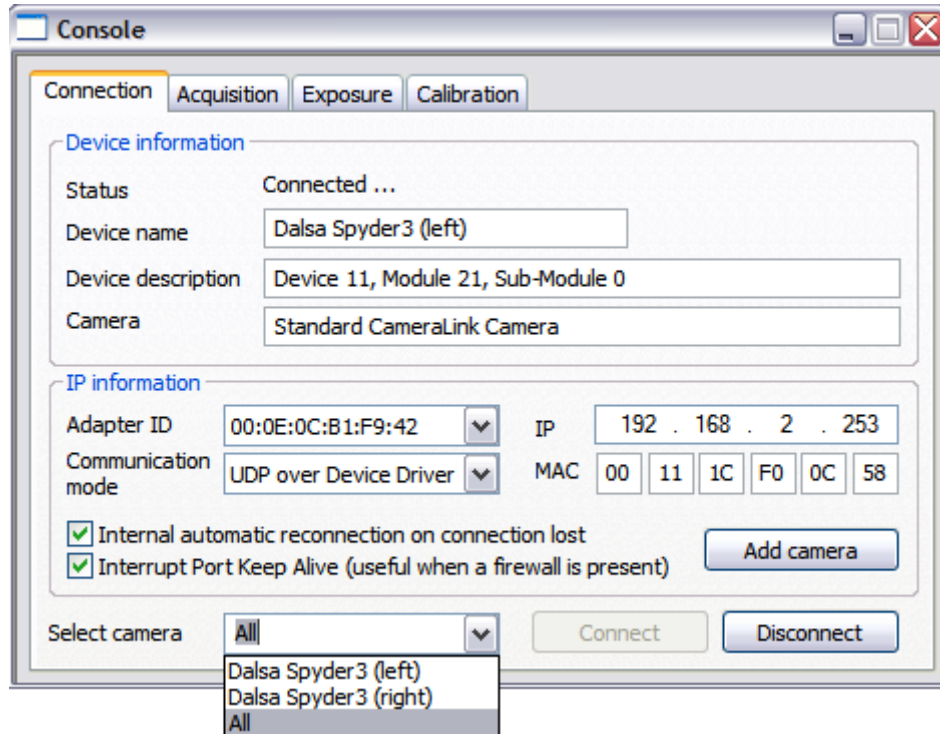 Console
Connection Acquisition Exposure Calibration
Device information
Status Connected ...
Device name Dalsa Spyder3 (left)
Device description Device 11, Module 21, Sub-Module 0
Camera Standard CameraLink Camera
IP information
Adapter ID 00:0E:0C:B1:F9:42 IP 192 . 168 . 2 . 253
Communication mode UDP over Device Driver MAC 00 11 1C F0 0C 58
Internal automatic reconnection on connection lost
Interrupt Port Keep Alive (useful when a firewall is present) Add camera
Select camera All Connect Disconnect
Dalsa Spyder3 (left)
Dalsa Spyder3 (right)
All